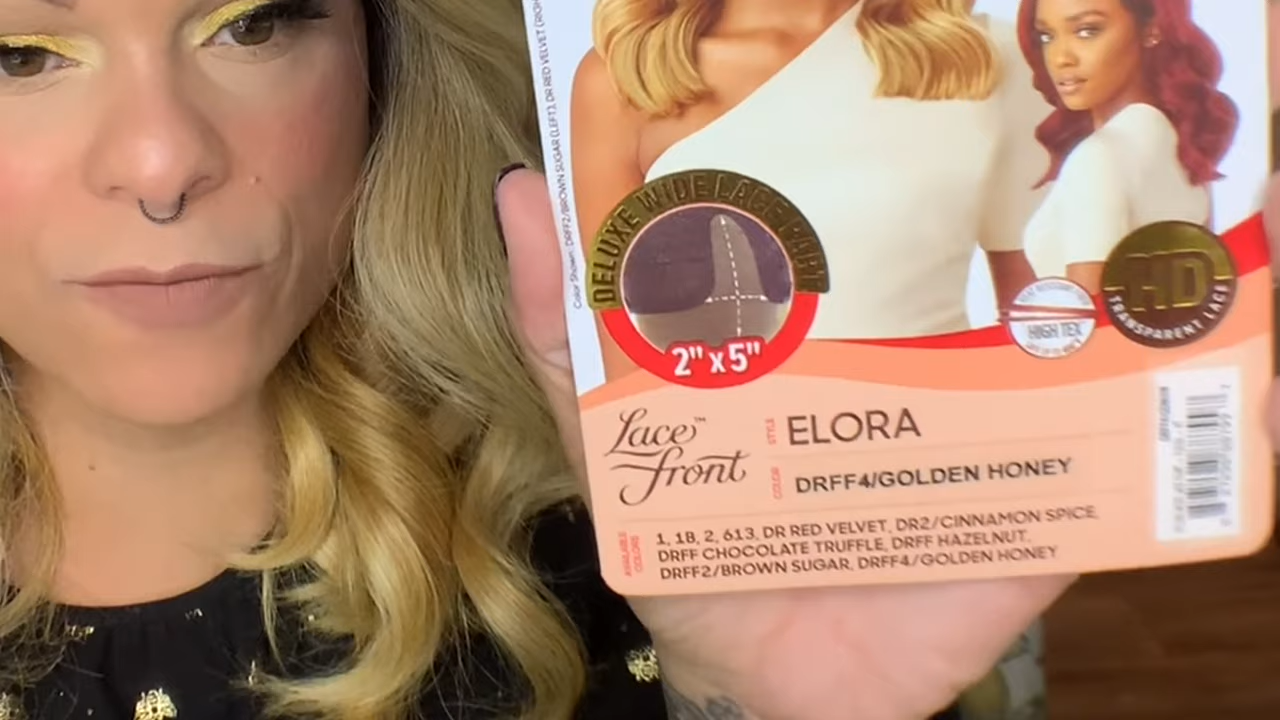 Color Shown: DRFF2/BROWN SUGAR (LEFT), DR RED VELVET
DELUXE WIDE LACE PART
2" x 5"
HIGH TEX
HD
TRANSPARENT LACE
Lace™
front
STYLE
ELORA
COLOR
DRFF4/GOLDEN HONEY
AVAILABLE
COLORS
1, 1B, 2, 613, DR RED VELVET, DR2/CINNAMON SPICE,
DRFF CHOCOLATE TRUFFLE, DRFF HAZELNUT,
DRFF2/BROWN SUGAR, DRFF4/GOLDEN HONEY